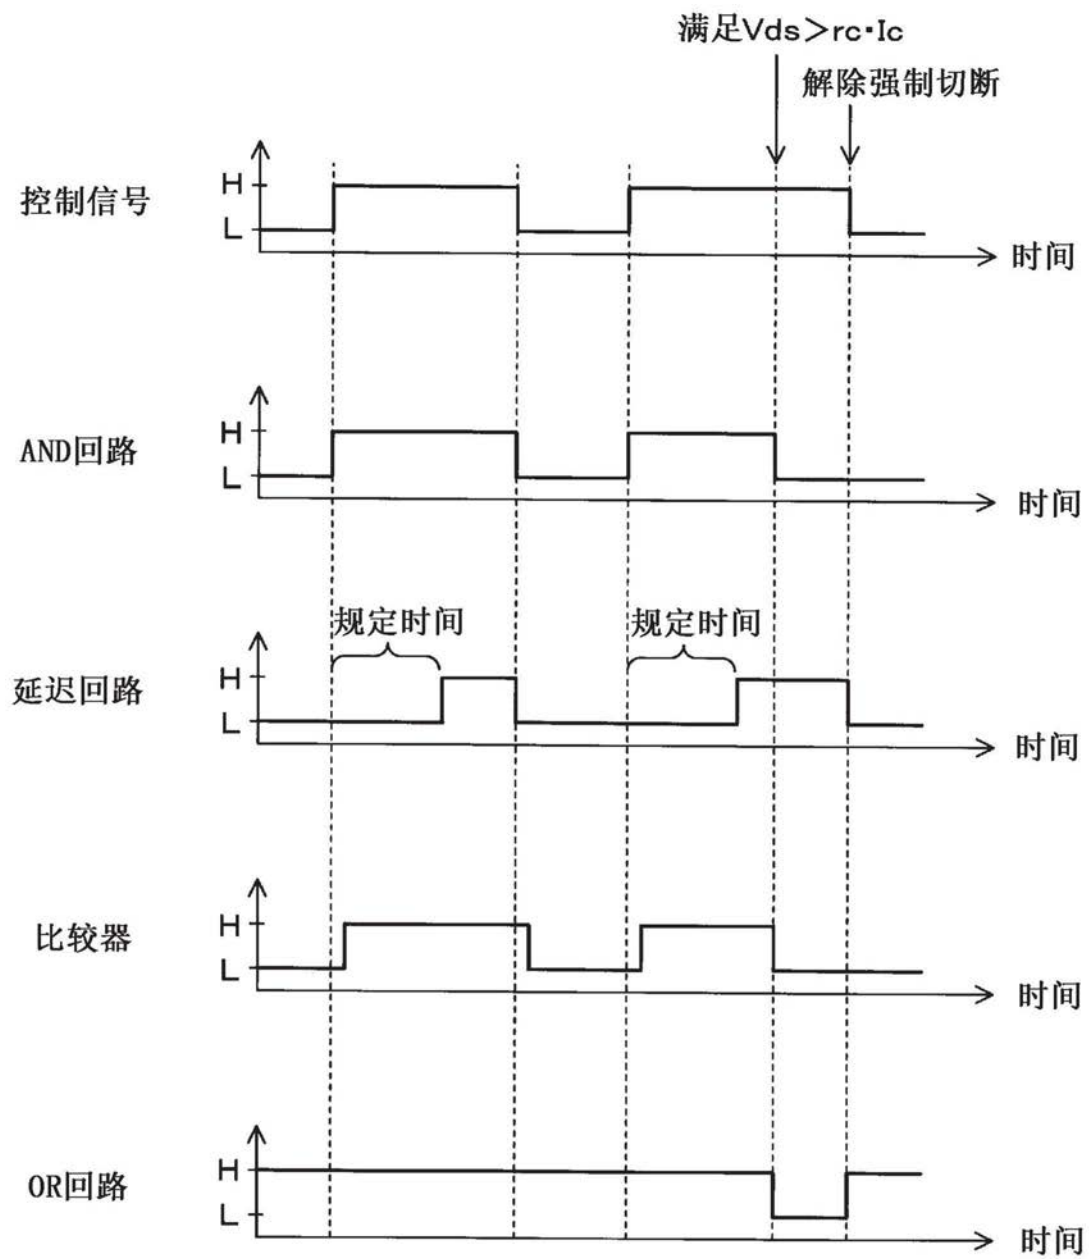 满足Vds＞rc·Ic
解除强制切断
控制信号
H
L
时间
AND回路
H
L
时间
延迟回路
规定时间
规定时间
H
L
时间
比较器
H
L
时间
OR回路
H
L
时间